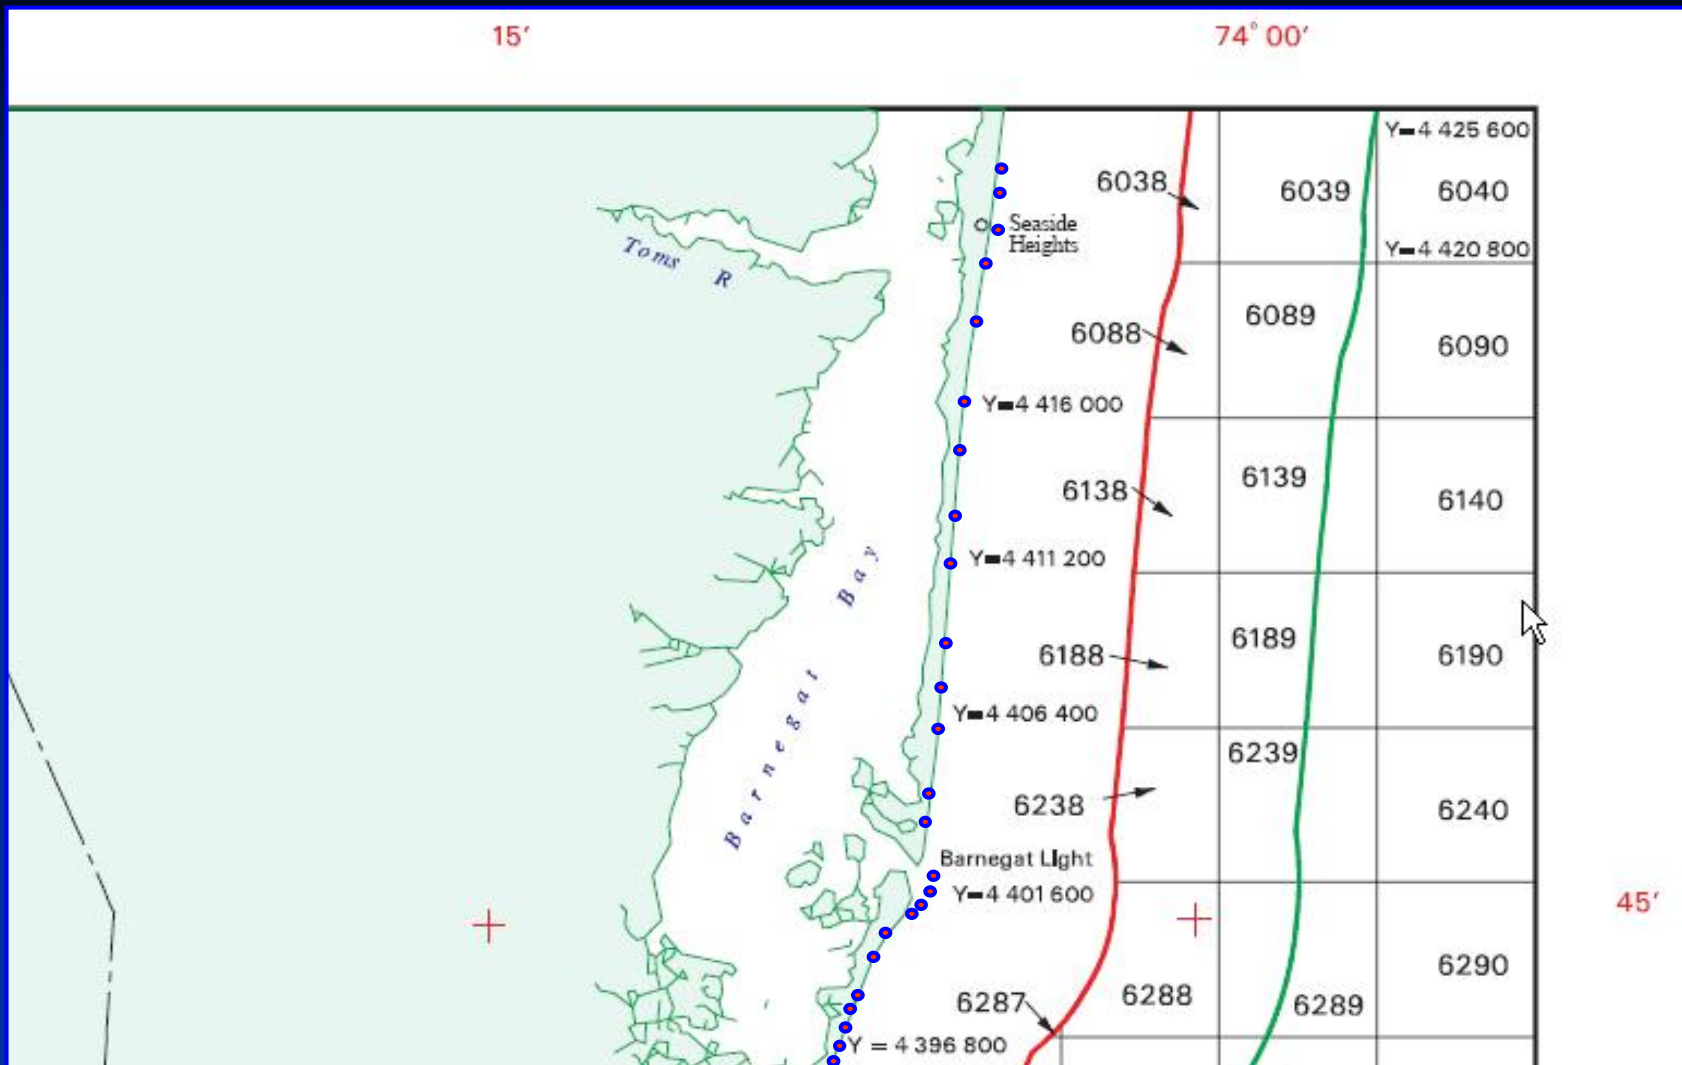 15′
74° 00′
Y=4 425 600
6038
6039
6040
Seaside
Heights
Toms R
Y=4 420 800
6089
6088
6090
Y=4 416 000
6139
6138
6140
Y=4 411 200
Barnegat Bay
6189
6188
6190
Y=4 406 400
6239
6238
6240
Barnegat Light
Y=4 401 600
45′
6290
6287
6288
6289
Y = 4 396 800